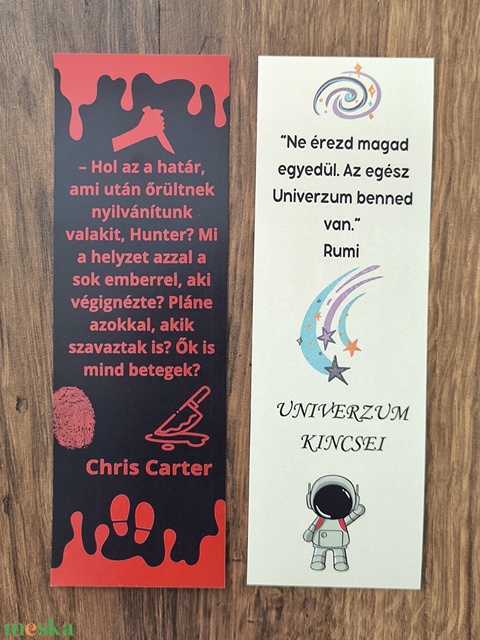 – Hol az a határ,
ami után őrültnek
nyilvánítunk
valakit, Hunter? Mi
a helyzet azzal a
sok emberrel, aki
végignézte? Pláne
azokkal, akik
szavaztak is? Ők is
mind betegek?
Chris Carter
"Ne érezd magad
egyedül. Az egész
Univerzum benned
van."
Rumi
UNIVERZUM
KINCSEI
meska